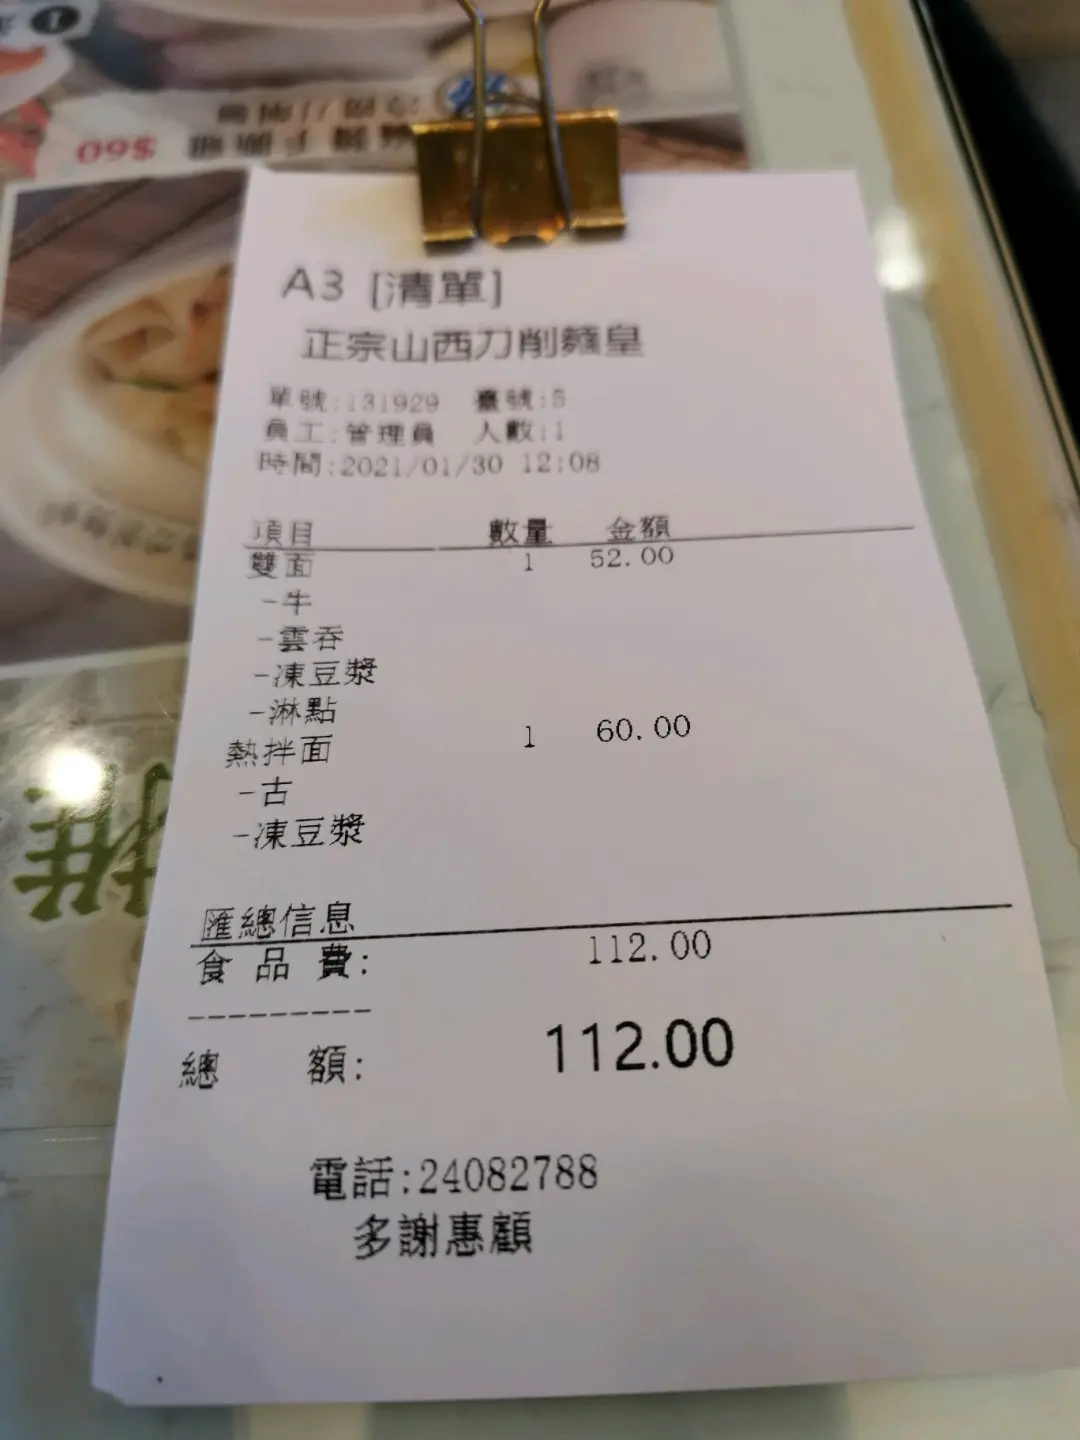 $60
A3 [清單]
正宗山西刀削麵皇
單號:131929 臺號:5
員工:管理員 人數:1
時間:2021/01/30 12:08
項目 數量 金額
雙面 1 52.00
-牛
-雲吞
-凍豆漿
-淋點
熱拌面 1 60.00
-古
-凍豆漿
匯總信息
食品費: 112.00
---------
總額: 112.00
電話:24082788
多謝惠顧
推